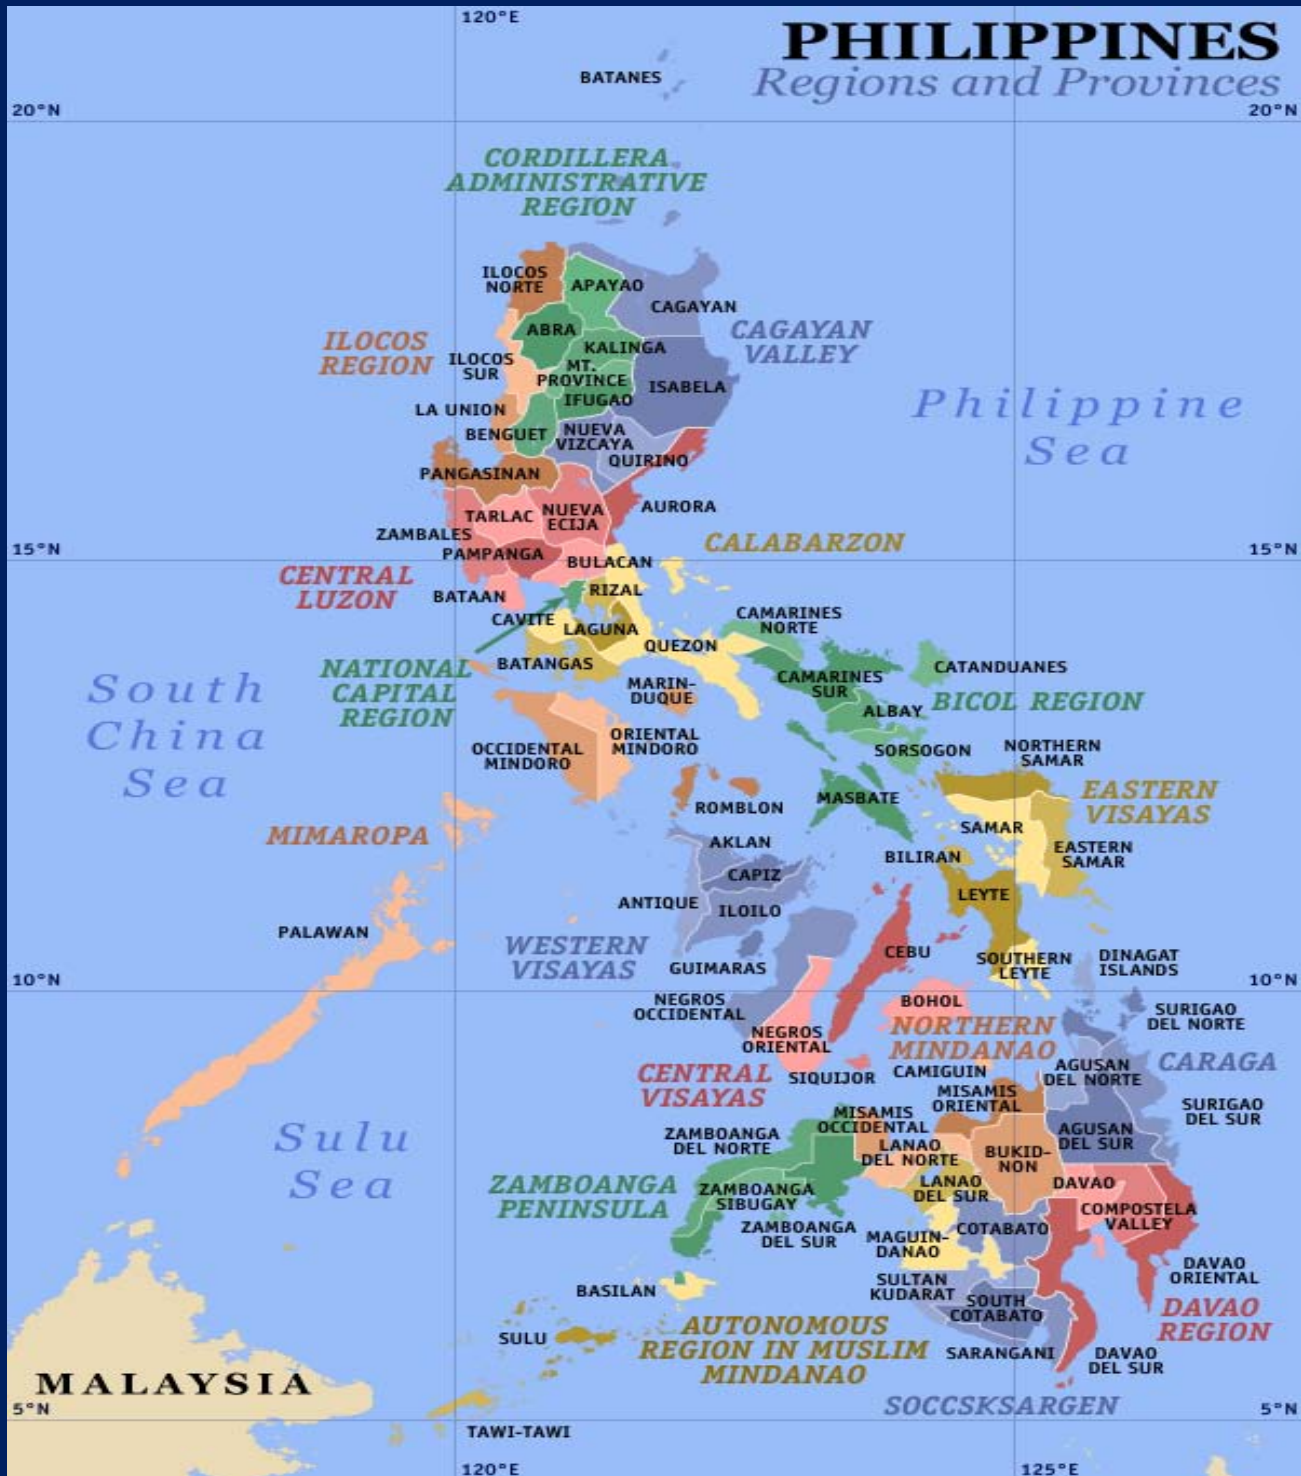 120°E
PHILIPPINES
Regions and Provinces
BATANES
20°N
20°N
CORDILLERA
ADMINISTRATIVE
REGION
ILOCOS
NORTE
APAYAO
CAGAYAN
ABRA
CAGAYAN
VALLEY
ILOCOS
REGION
KALINGA
ILOCOS
SUR
MT.
PROVINCE
ISABELA
IFUGAO
LA UNION
Philippine
Sea
BENGUET
NUEVA
VIZCAYA
QUIRINO
PANGASINAN
AURORA
TARLAC
NUEVA
ECIJA
ZAMBALES
CALABARZON
15°N
15°N
PAMPANGA
BULACAN
CENTRAL
LUZON
BATAAN
RIZAL
CAVITE
LAGUNA
CAMARINES
NORTE
QUEZON
BATANGAS
NATIONAL
CAPITAL
REGION
CATANDUANES
CAMARINES
SUR
MARIN-
DUQUE
South
China
Sea
BICOL REGION
ALBAY
ORIENTAL
MINDORO
OCCIDENTAL
MINDORO
SORSOGON
NORTHERN
SAMAR
EASTERN
VISAYAS
MASBATE
ROMBLON
MIMAROPA
SAMAR
AKLAN
BILIRAN
EASTERN
SAMAR
CAPIZ
LEYTE
ANTIQUE
ILOILO
PALAWAN
WESTERN
VISAYAS
CEBU
SOUTHERN
LEYTE
DINAGAT
ISLANDS
GUIMARAS
10°N
10°N
NEGROS
OCCIDENTAL
BOHOL
SURIGAO
DEL NORTE
NORTHERN
MINDANAO
NEGROS
ORIENTAL
CARAGA
CENTRAL
VISAYAS
SIQUIJOR
CAMIGUIN
AGUSAN
DEL NORTE
MISAMIS
ORIENTAL
SURIGAO
DEL SUR
MISAMIS
OCCIDENTAL
Sulu
Sea
ZAMBOANGA
DEL NORTE
AGUSAN
DEL SUR
LANAO
DEL NORTE
BUKID-
NON
ZAMBOANGA
PENINSULA
ZAMBOANGA
SIBUGAY
LANAO
DEL SUR
DAVAO
COMPOSTELA
VALLEY
ZAMBOANGA
DEL SUR
COTABATO
MAGUIN-
DANAO
DAVAO
ORIENTAL
BASILAN
SULTAN
KUDARAT
SOUTH
COTABATO
DAVAO
REGION
SULU
AUTONOMOUS
REGION IN MUSLIM
MINDANAO
SARANGANI
DAVAO
DEL SUR
MALAYSIA
SOCCSKSARGEN
5°N
5°N
TAWI-TAWI
120°E
125°E